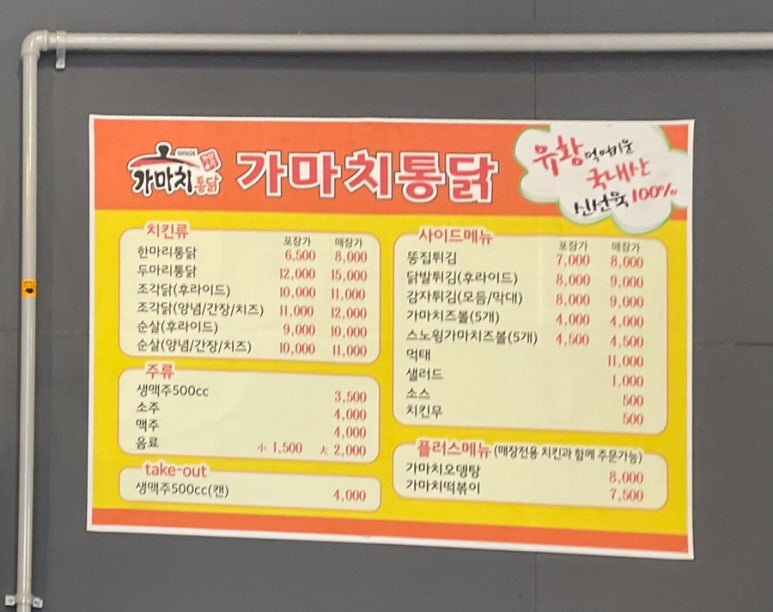 가마치통닭
가마치통닭
유황먹여키운
국내산
신선육100%
치킨류
포장가 매장가
한마리통닭 6,500 8,000
두마리통닭 12,000 15,000
조각닭(후라이드) 10,000 11,000
조각닭(양념/간장/치즈) 11,000 12,000
순살(후라이드) 9,000 10,000
순살(양념/간장/치즈) 10,000 11,000
주류
생맥주500cc 3,500
소주 4,000
맥주 4,000
음료 小 1,500 大 2,000
take-out
생맥주500cc(캔) 4,000
사이드메뉴
포장가 매장가
똥집튀김 7,000 8,000
닭발튀김(후라이드) 8,000 9,000
감자튀김(모듬/막대) 8,000 9,000
가마치즈볼(5개) 4,000 4,000
스노윙가마치즈볼(5개) 4,500 4,500
먹태 11,000
샐러드 1,000
소스 500
치킨무 500
플러스메뉴 (매장전용 치킨과 함께 주문가능)
가마치오뎅탕 8,000
가마치떡볶이 7,500